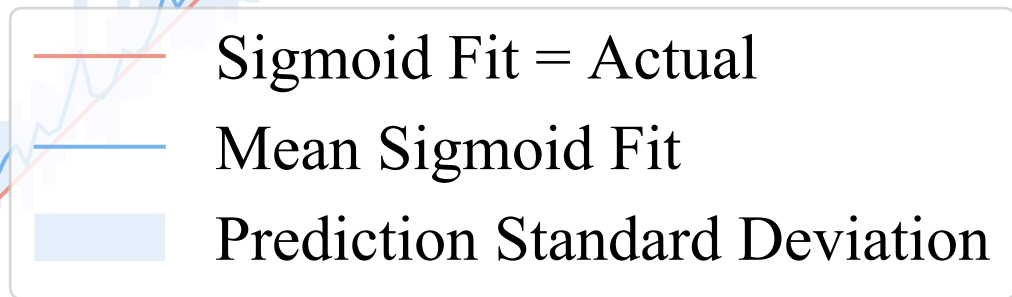 Sigmoid Fit = Actual
Mean Sigmoid Fit
Prediction Standard Deviation